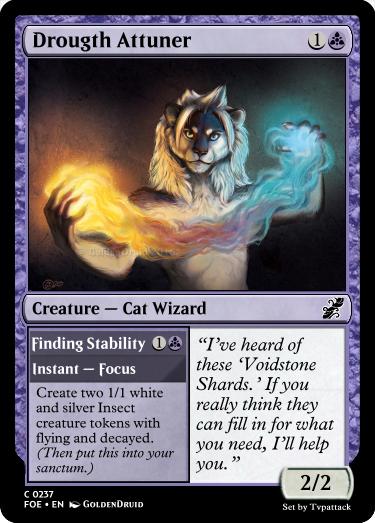 Drougth Attuner 1
Creature — Cat Wizard
Finding Stability 1
Instant — Focus
Create two 1/1 white
and silver Insect
creature tokens with
flying and decayed.
(Then put this into your
sanctum.)
“I’ve heard of
these ‘Voidstone
Shards.’ If you
really think they
can fill in for what
you need, I’ll help
you.”
2/2
C 0237
FOE • EN GoldenDruid
Set by Tvpattack